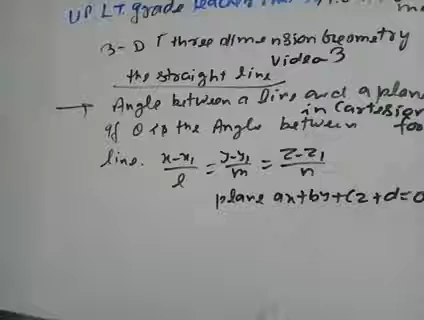 UP LT. grade teacher
3-D (three dimension Geometry
Video 3
the straight line
→ Angle between a line and a plane
in Cartesian
If θ is the Angle between
line. x-x₁/l = y-y₁/m = z-z₁/n
plane ax+by+cz+d=0